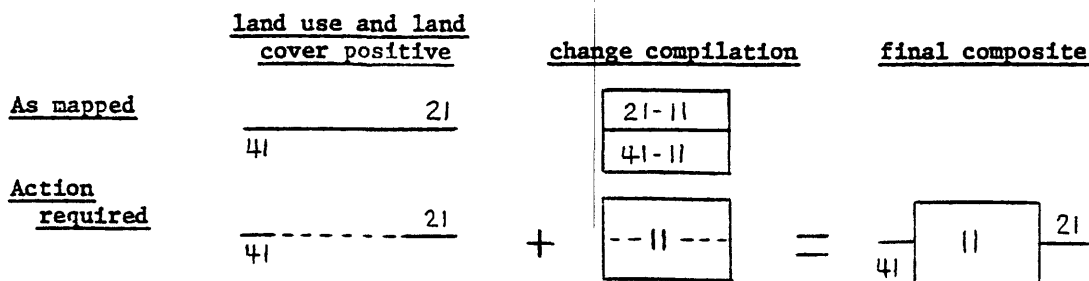 land use and land
cover positive
change compilation
final composite
As mapped
21
41
21-11
41-11
Action
required
21
41
+
11
=
21
41
11